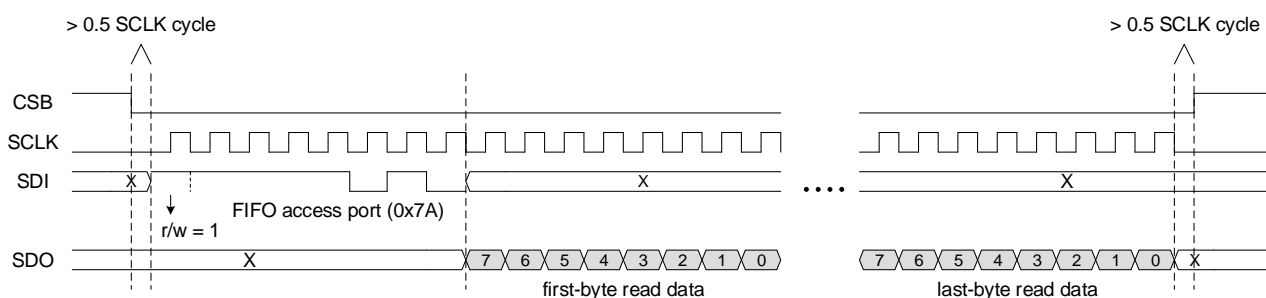 > 0.5 SCLK cycle > 0.5 SCLK cycle
CSB
SCLK
SDI X X X
FIFO access port (0x7A)
r/w = 1
SDO X 7 6 5 4 3 2 1 0 7 6 5 4 3 2 1 0 X
first-byte read data last-byte read data